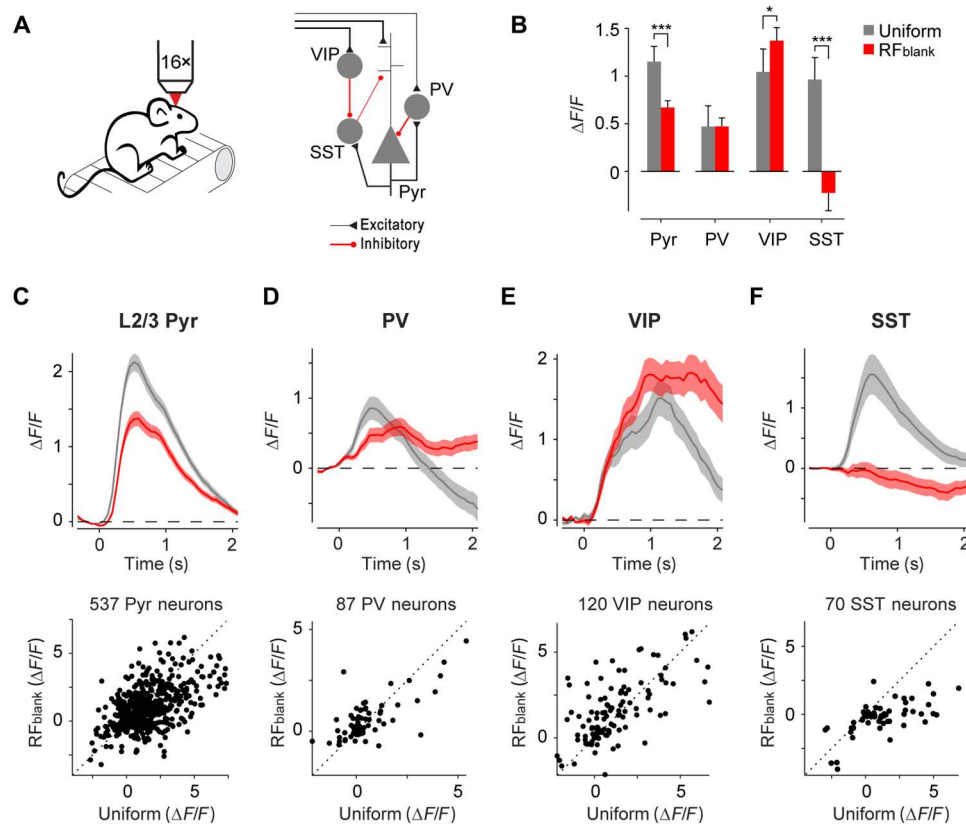 A
16×
VIP
PV
SST
Pyr
Excitatory
Inhibitory
B
***
*
***
Uniform
RFblank
ΔF/F
1.5
1
0.5
0
1
Pyr
PV
VIP
SST
C
D
E
F
L2/3 Pyr
PV
VIP
SST
ΔF/F
2
1
0
0
1
2
Time (s)
1
0
0
1
2
Time (s)
2
1
0
0
1
2
Time (s)
1
0
0
1
2
Time (s)
537 Pyr neurons
87 PV neurons
120 VIP neurons
70 SST neurons
RFblank (ΔF/F)
5
0
0
5
Uniform (ΔF/F)
RFblank (ΔF/F)
5
0
0
5
Uniform (ΔF/F)
RFblank (ΔF/F)
5
0
0
5
Uniform (ΔF/F)
RFblank (ΔF/F)
5
0
0
5
Uniform (ΔF/F)